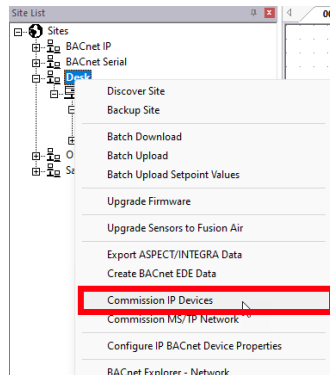 Site List
Sites
BACnet IP
BACnet Serial
Desk
Discover Site
Backup Site
Batch Download
Batch Upload
Batch Upload Setpoint Values
Upgrade Firmware
Upgrade Sensors to Fusion Air
Export ASPECT/INTEGRA Data
Create BACnet EDE Data
Commission IP Devices
Commission MS/TP Network
Configure IP BACnet Device Properties
BACnet Explorer - Network